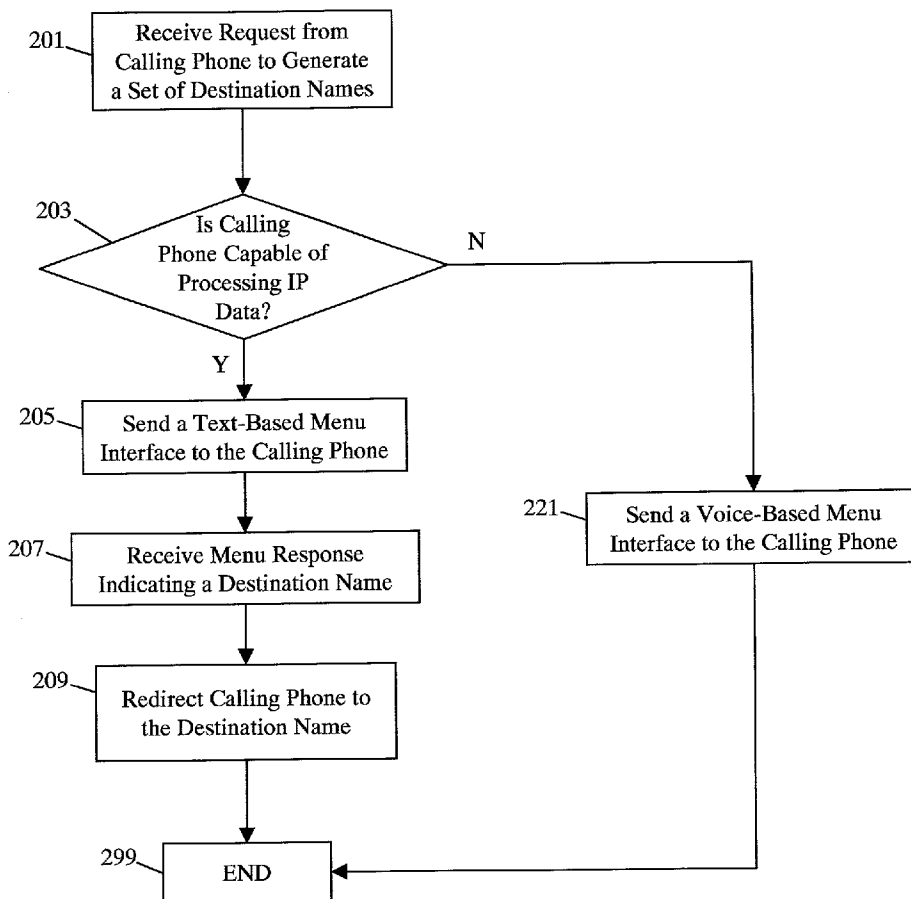 201
Receive Request from
Calling Phone to Generate
a Set of Destination Names
203
Is Calling
Phone Capable of
Processing IP
Data?
N
Y
205
Send a Text-Based Menu
Interface to the Calling Phone
221
Send a Voice-Based Menu
Interface to the Calling Phone
207
Receive Menu Response
Indicating a Destination Name
209
Redirect Calling Phone to
the Destination Name
299
END